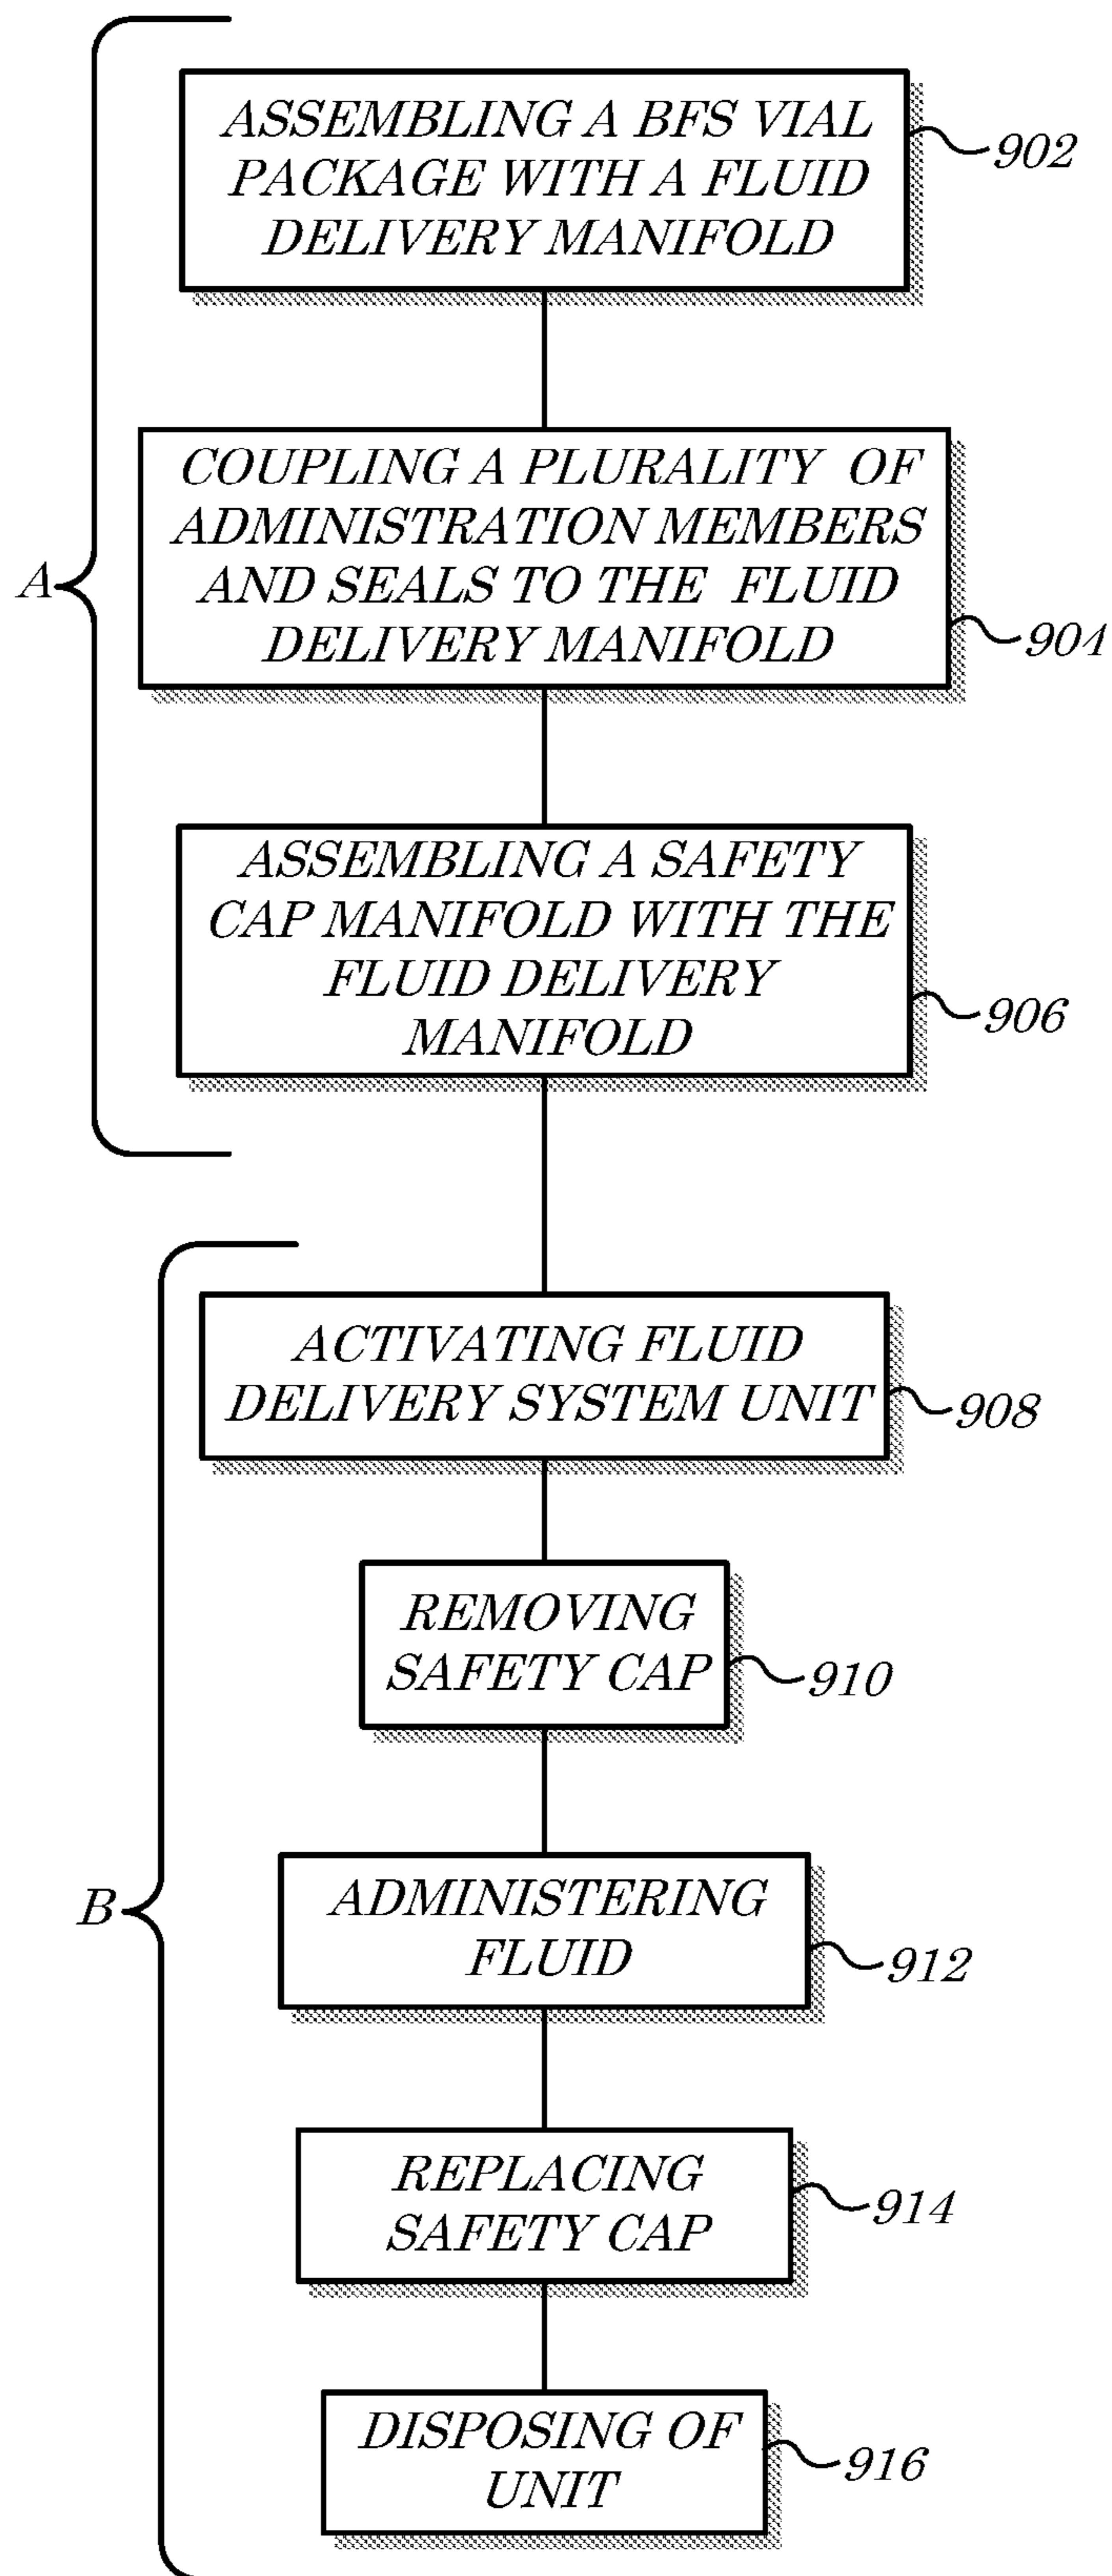 ASSEMBLING A BFS VIAL
PACKAGE WITH A FLUID
DELIVERY MANIFOLD
902
COUPLING A PLURALITY OF
ADMINISTRATION MEMBERS
AND SEALS TO THE FLUID
DELIVERY MANIFOLD
904
A
ASSEMBLING A SAFETY
CAP MANIFOLD WITH THE
FLUID DELIVERY
MANIFOLD
906
ACTIVATING FLUID
DELIVERY SYSTEM UNIT
908
REMOVING
SAFETY CAP
910
B
ADMINISTERING
FLUID
912
REPLACING
SAFETY CAP
914
DISPOSING OF
UNIT
916